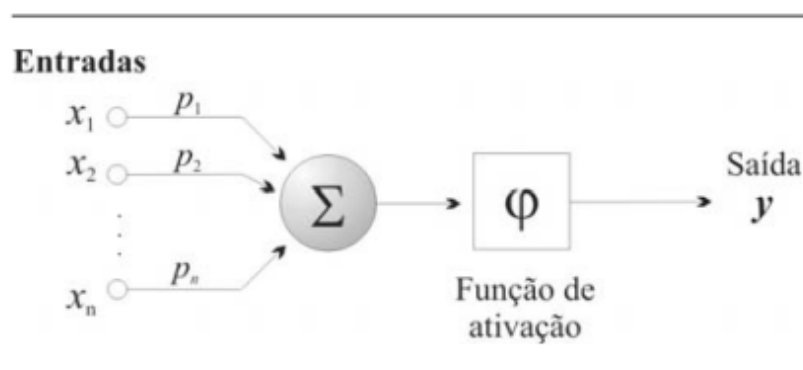 Entradas
x₁ p₁
x₂ p₂
xₙ pₙ
Σ
φ
Função de
ativação
Saída
y